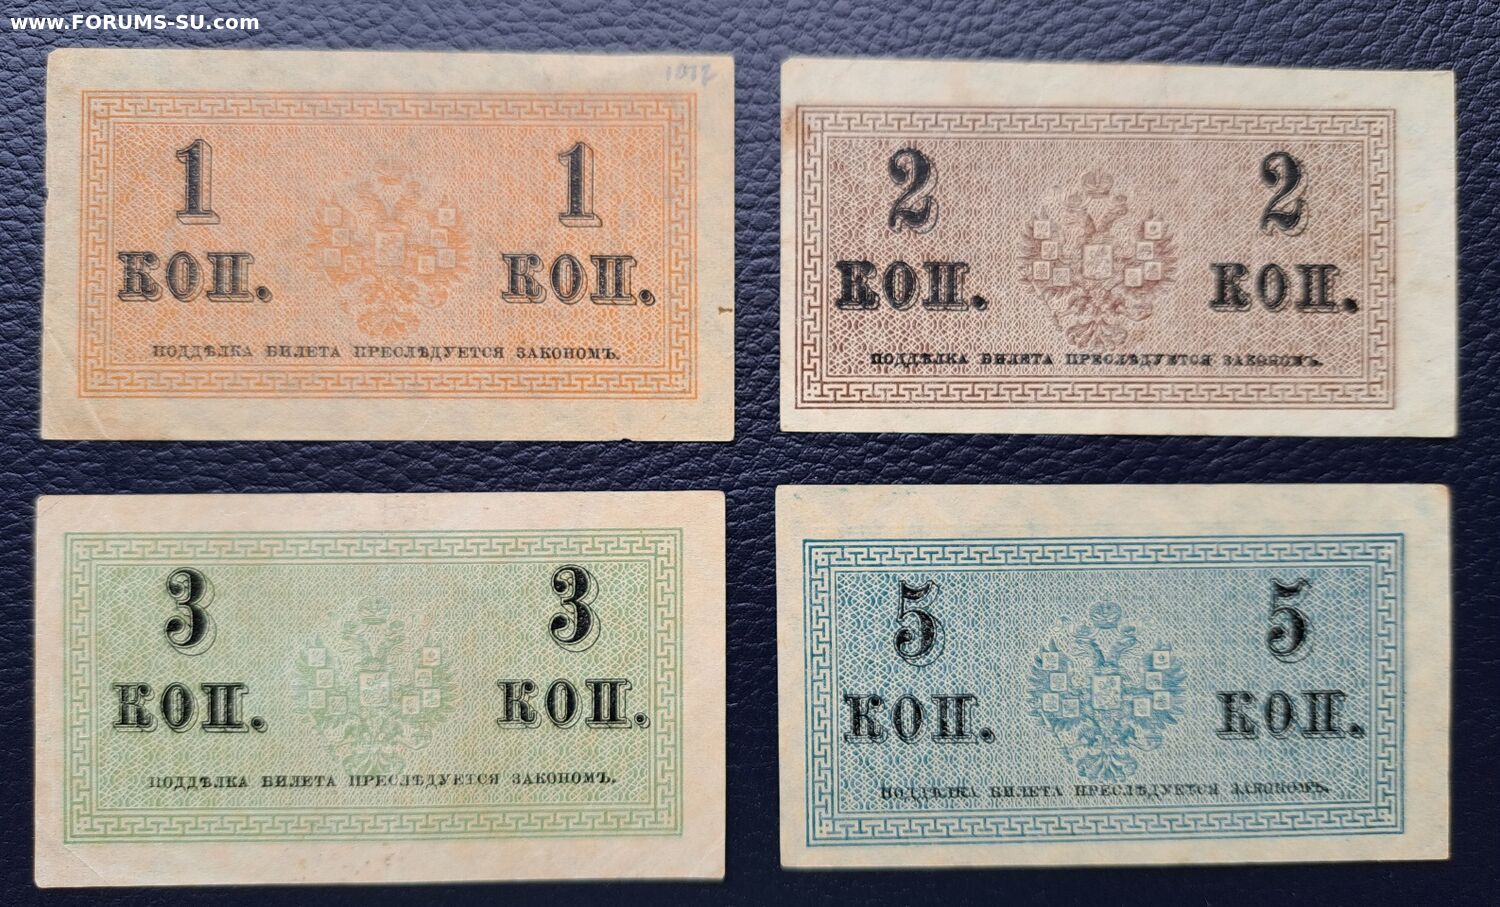 www.FORUMS-SU.com
1 1
КОП. КОП.
ПОДДѢЛКА БИЛЕТА ПРЕСЛѢДУЕТСЯ ЗАКОНОМЪ.
2 2
КОП. КОП.
ПОДДѢЛКА БИЛЕТА ПРЕСЛѢДУЕТСЯ ЗАКОНОМЪ.
3 3
КОП. КОП.
ПОДДѢЛКА БИЛЕТА ПРЕСЛѢДУЕТСЯ ЗАКОНОМЪ.
5 5
КОП. КОП.
ПОДДѢЛКА БИЛЕТА ПРЕСЛѢДУЕТСЯ ЗАКОНОМЪ.